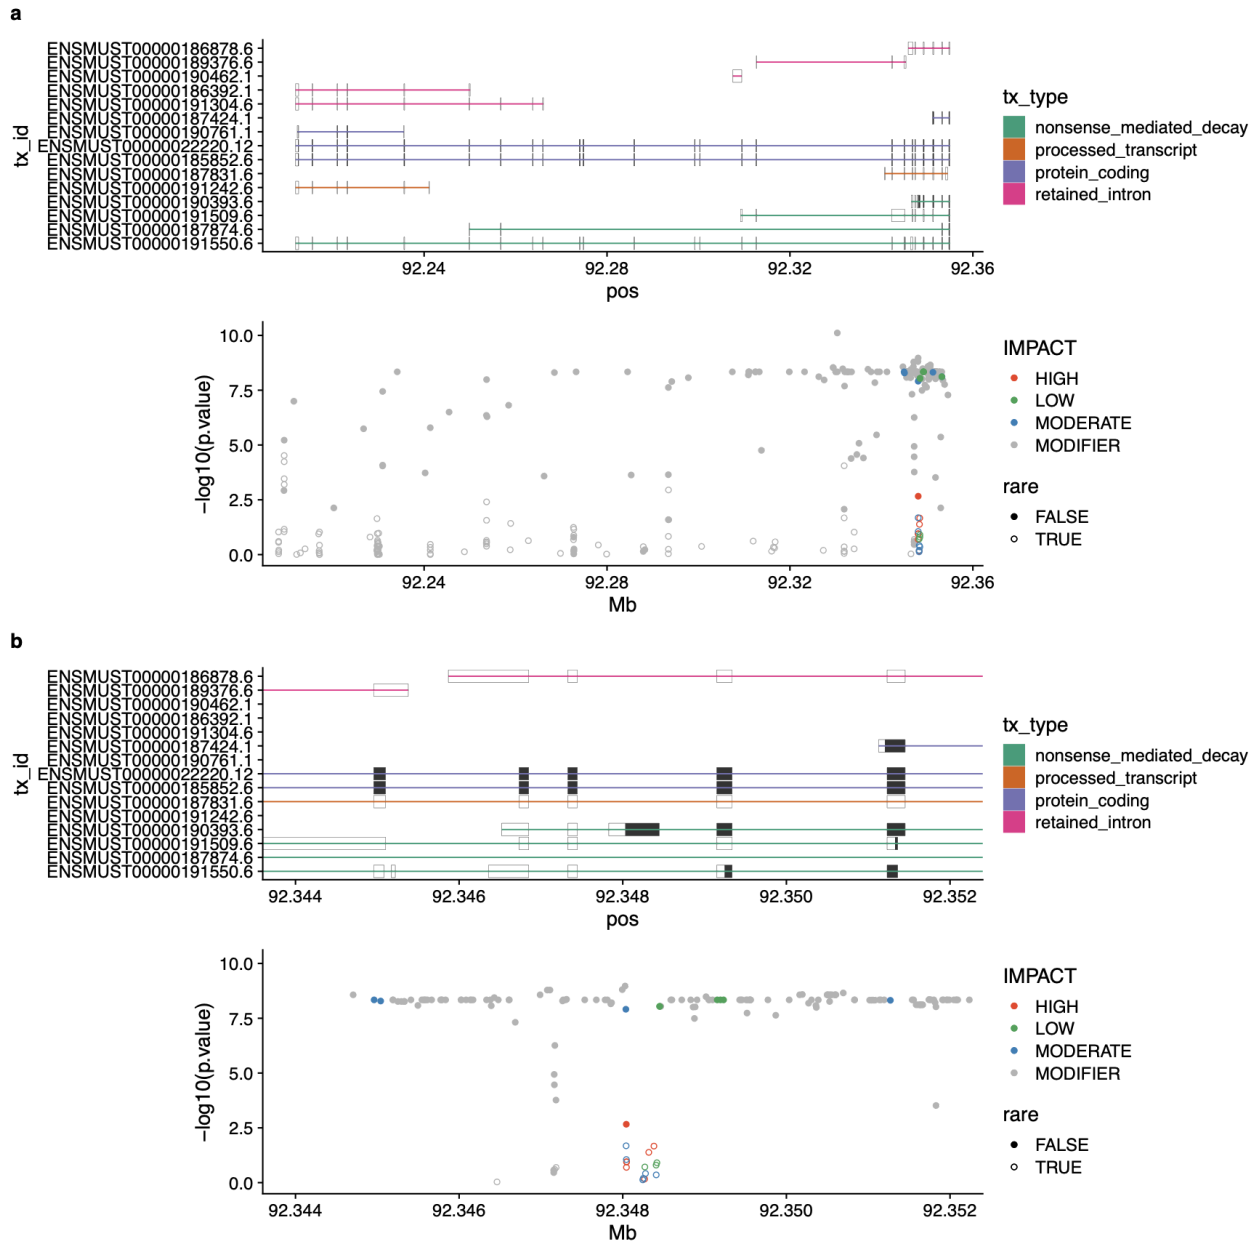 a
ENSMUST00000186878.6
ENSMUST00000189376.6
ENSMUST00000190462.1
ENSMUST00000186392.1
ENSMUST00000191304.6
ENSMUST00000187424.1
ENSMUST00000190761.1
ENSMUST00000022220.12
ENSMUST00000185852.6
ENSMUST00000187831.6
ENSMUST00000191242.6
ENSMUST00000190393.6
ENSMUST00000191509.6
ENSMUST00000187874.6
ENSMUST00000191550.6
tx_id
92.24 92.28 92.32 92.36
pos
tx_type
nonsense_mediated_decay
processed_transcript
protein_coding
retained_intron
10.0
7.5
5.0
2.5
0.0
−log10(p.value)
92.24 92.28 92.32 92.36
Mb
IMPACT
HIGH
LOW
MODERATE
MODIFIER
rare
FALSE
TRUE
b
ENSMUST00000186878.6
ENSMUST00000189376.6
ENSMUST00000190462.1
ENSMUST00000186392.1
ENSMUST00000191304.6
ENSMUST00000187424.1
ENSMUST00000190761.1
ENSMUST00000022220.12
ENSMUST00000185852.6
ENSMUST00000187831.6
ENSMUST00000191242.6
ENSMUST00000190393.6
ENSMUST00000191509.6
ENSMUST00000187874.6
ENSMUST00000191550.6
tx_id
92.344 92.346 92.348 92.350 92.352
pos
tx_type
nonsense_mediated_decay
processed_transcript
protein_coding
retained_intron
10.0
7.5
5.0
2.5
0.0
−log10(p.value)
92.344 92.346 92.348 92.350 92.352
Mb
IMPACT
HIGH
LOW
MODERATE
MODIFIER
rare
FALSE
TRUE